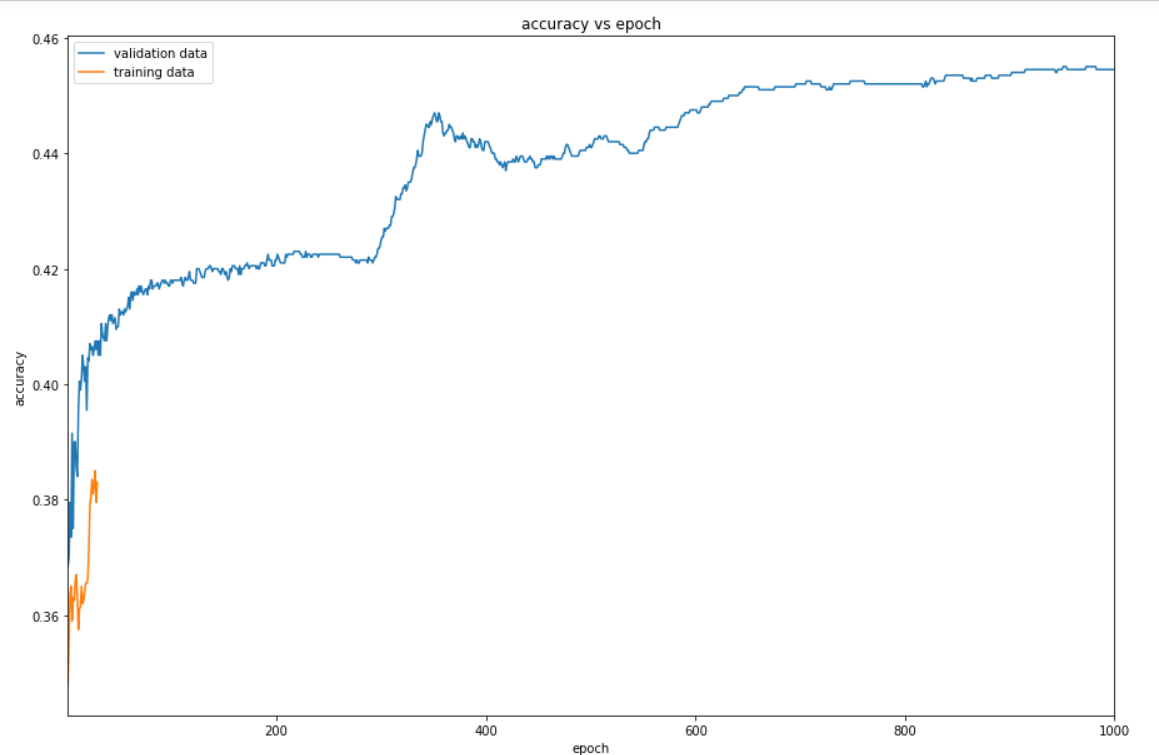 accuracy vs epoch
validation data
training data
0.46
0.44
0.42
0.40
0.38
0.36
accuracy
200
400
600
800
1000
epoch